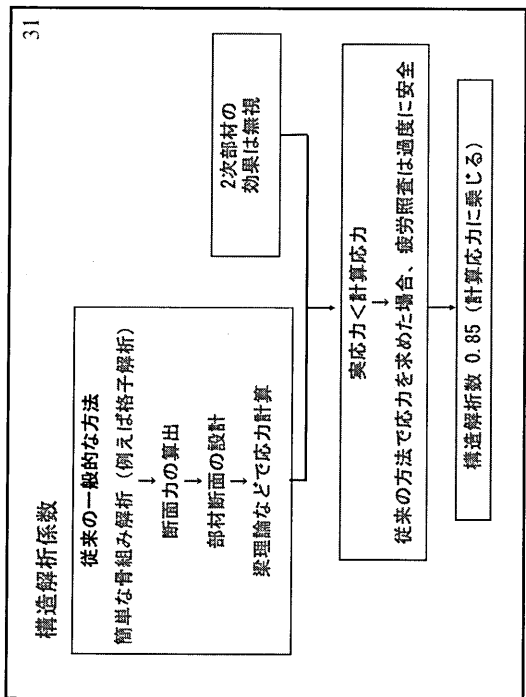 31
構造解析係数
従来の一般的な方法
簡単な骨組み解析（例えば格子解析）
断面力の算出
部材断面の設計
梁理論などで応力計算
2次部材の
効果は無視
実応力＜計算応力
従来の方法で応力を求めた場合、疲労照査は過度に安全
構造解析数 0.85（計算応力に乗じる）